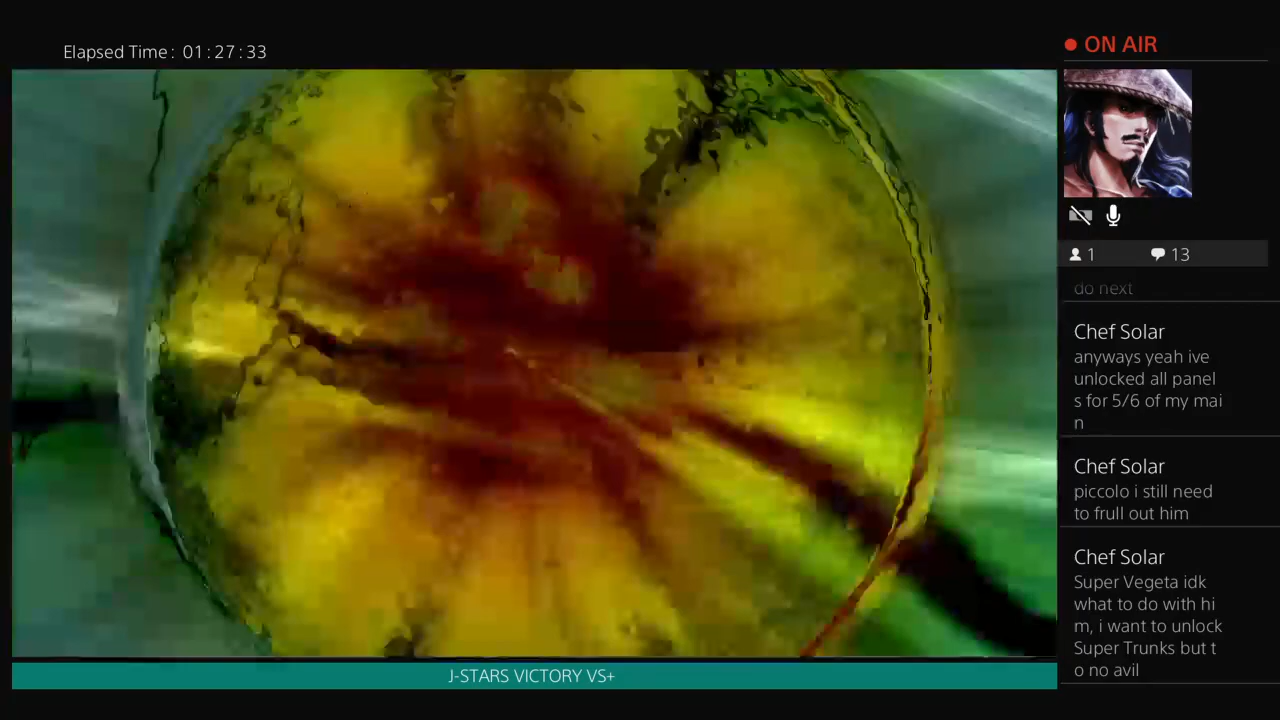 Elapsed Time: 01:27:33
ON AIR
1 13
do next
Chef Solar
anyways yeah ive
unlocked all panel
s for 5/6 of my mai
n
Chef Solar
piccolo i still need
to frull out him
Chef Solar
Super Vegeta idk
what to do with hi
m, i want to unlock
Super Trunks but t
o no avil
J-STARS VICTORY VS+